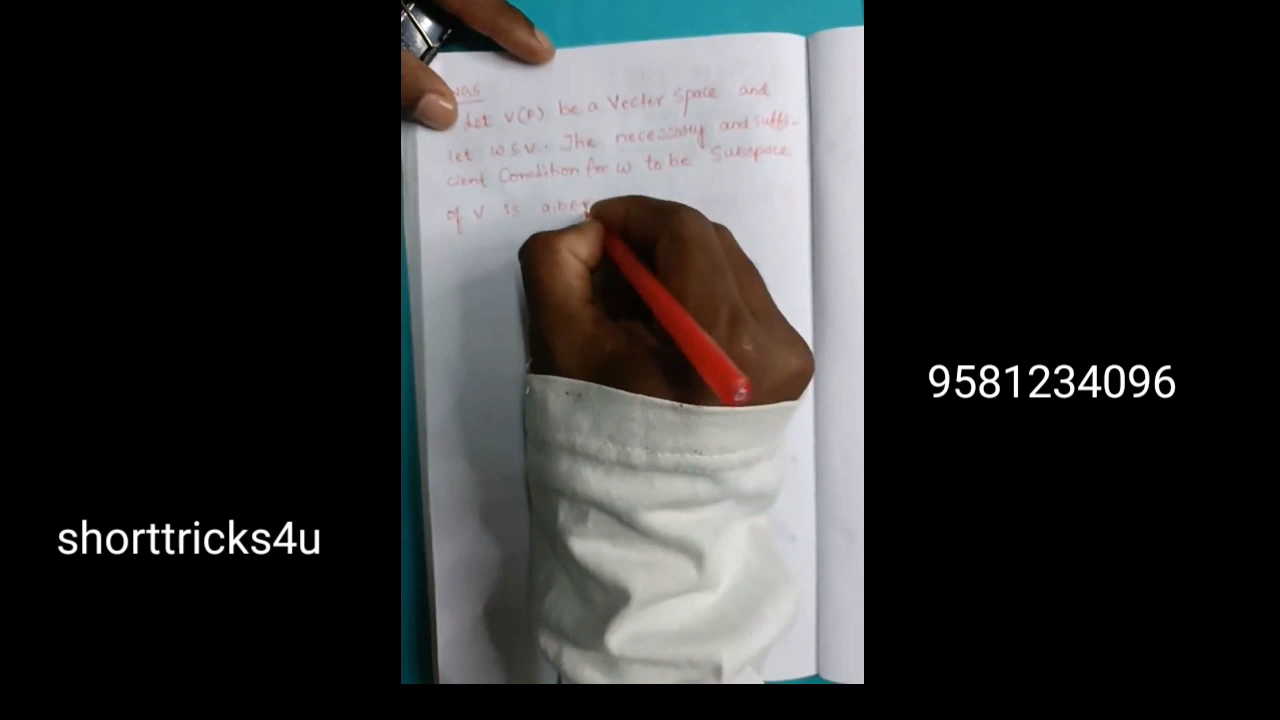 Let V(F) be a Vector space and
let W ⊆ V. The necessary and suffi-
cient Condition for W to be Subspace
of V is a,b∈F
9581234096
shorttricks4u